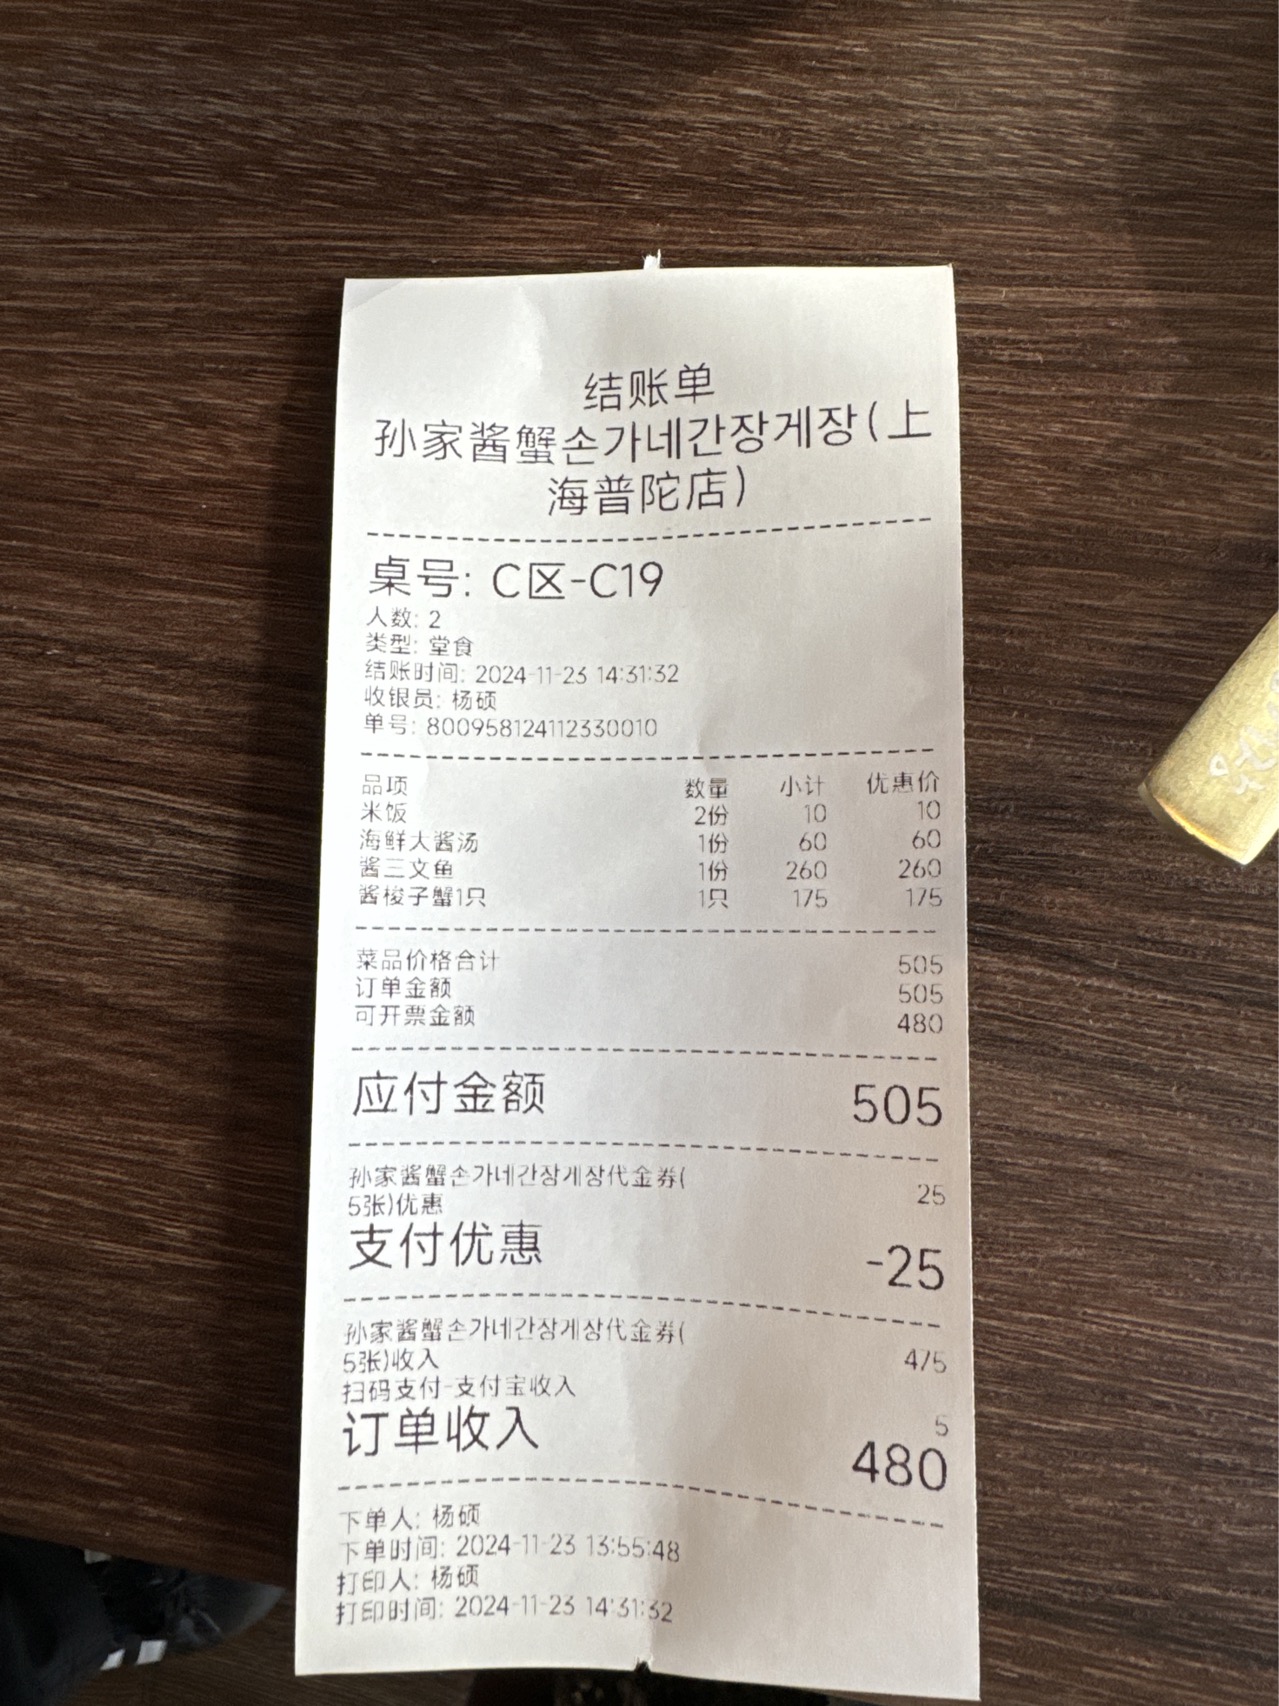 结账单
孙家酱蟹손가네간장게장(上
海普陀店)
桌号: C区-C19
人数: 2
类型: 堂食
结账时间: 2024-11-23 14:31:32
收银员: 杨硕
单号: 800958124112330010
品项 数量 小计 优惠价
米饭 2份 10 10
海鲜大酱汤 1份 60 60
酱三文鱼 1份 260 260
酱梭子蟹1只 1只 175 175
菜品价格合计 505
订单金额 505
可开票金额 480
应付金额 505
孙家酱蟹손가네간장게장代金券(
5张)优惠 25
支付优惠 -25
孙家酱蟹손가네간장게장代金券(
5张)收入 475
扫码支付-支付宝收入 5
订单收入 480
下单人: 杨硕
下单时间: 2024-11-23 13:55:48
打印人: 杨硕
打印时间: 2024-11-23 14:31:32